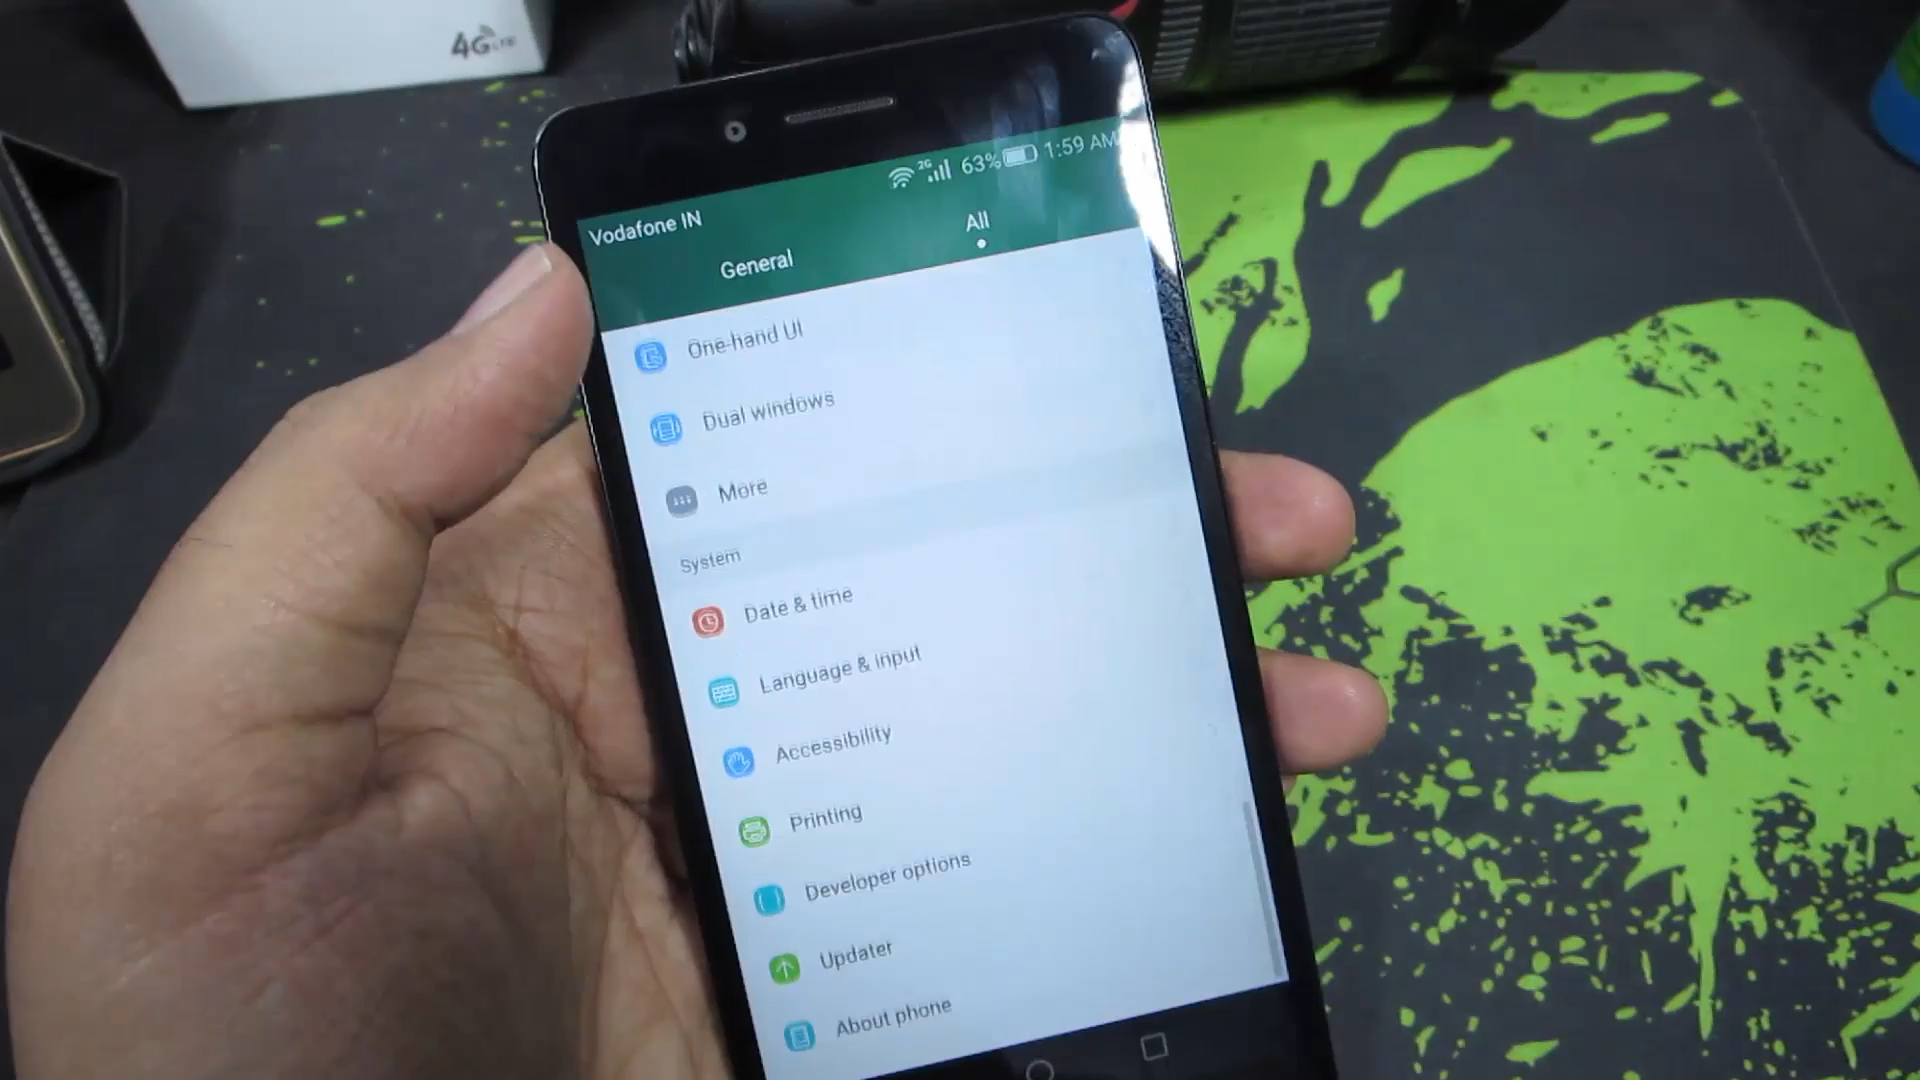 4G LTE
2G 63% 1:59 AM
Vodafone IN
General All
One-hand UI
Dual windows
More
System
Date & time
Language & input
Accessibility
Printing
Developer options
Updater
About phone